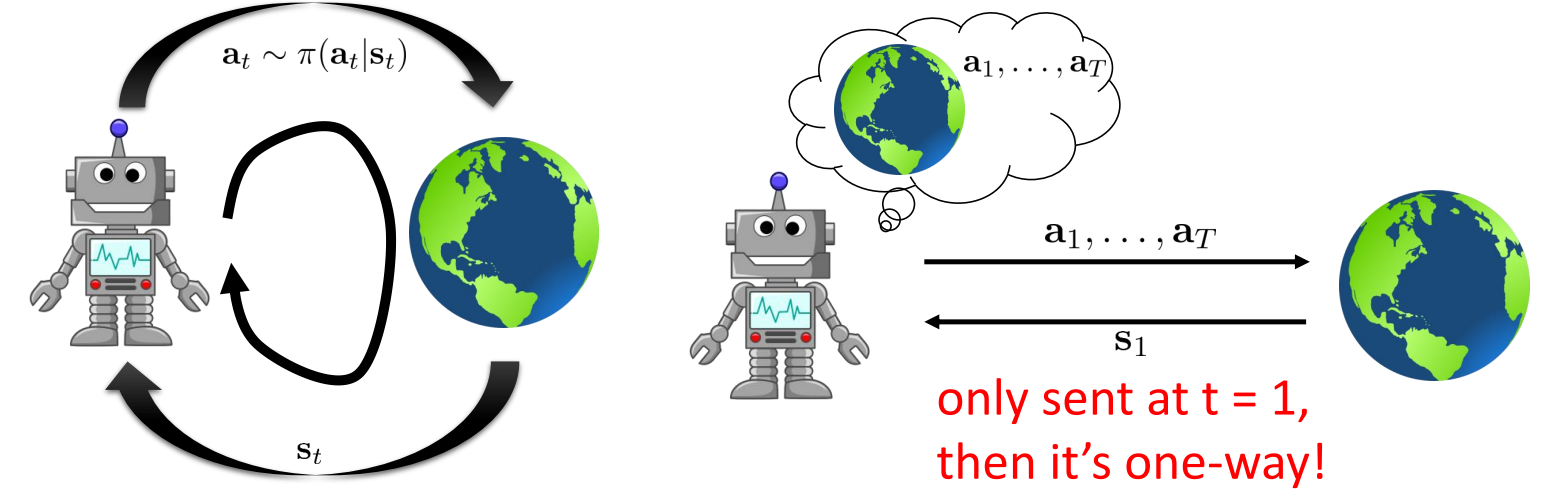 𝐚_t ∼ π(𝐚_t|𝐬_t)
𝐬_t
𝐚_1, . . . , 𝐚_T
𝐚_1, . . . , 𝐚_T
𝐬_1
only sent at t = 1,
then it’s one-way!